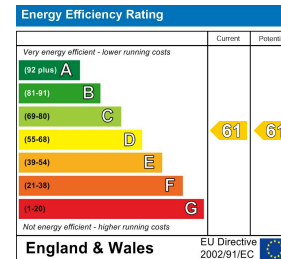 Energy Efficiency Rating
Current Potenti
Very energy efficient - lower running costs
(92 plus) A
(81-91) B
(69-80) C
(55-68) D
61 61
(39-54) E
(21-38) F
(1-20) G
Not energy efficient - higher running costs
England & Wales
EU Directive
2002/91/EC